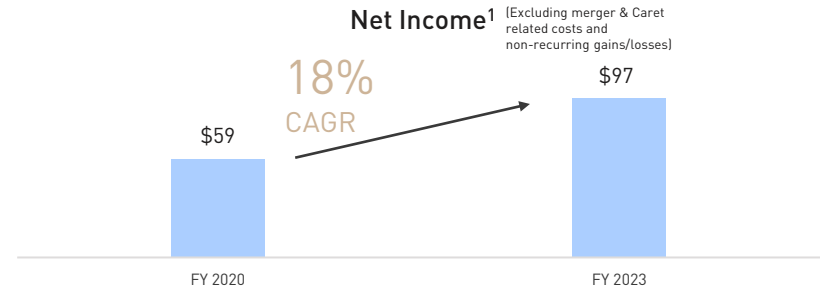 Net Income¹ (Excluding merger & Caret
related costs and
non-recurring gains/losses)
18%
CAGR
$59
$97
FY 2020
FY 2023